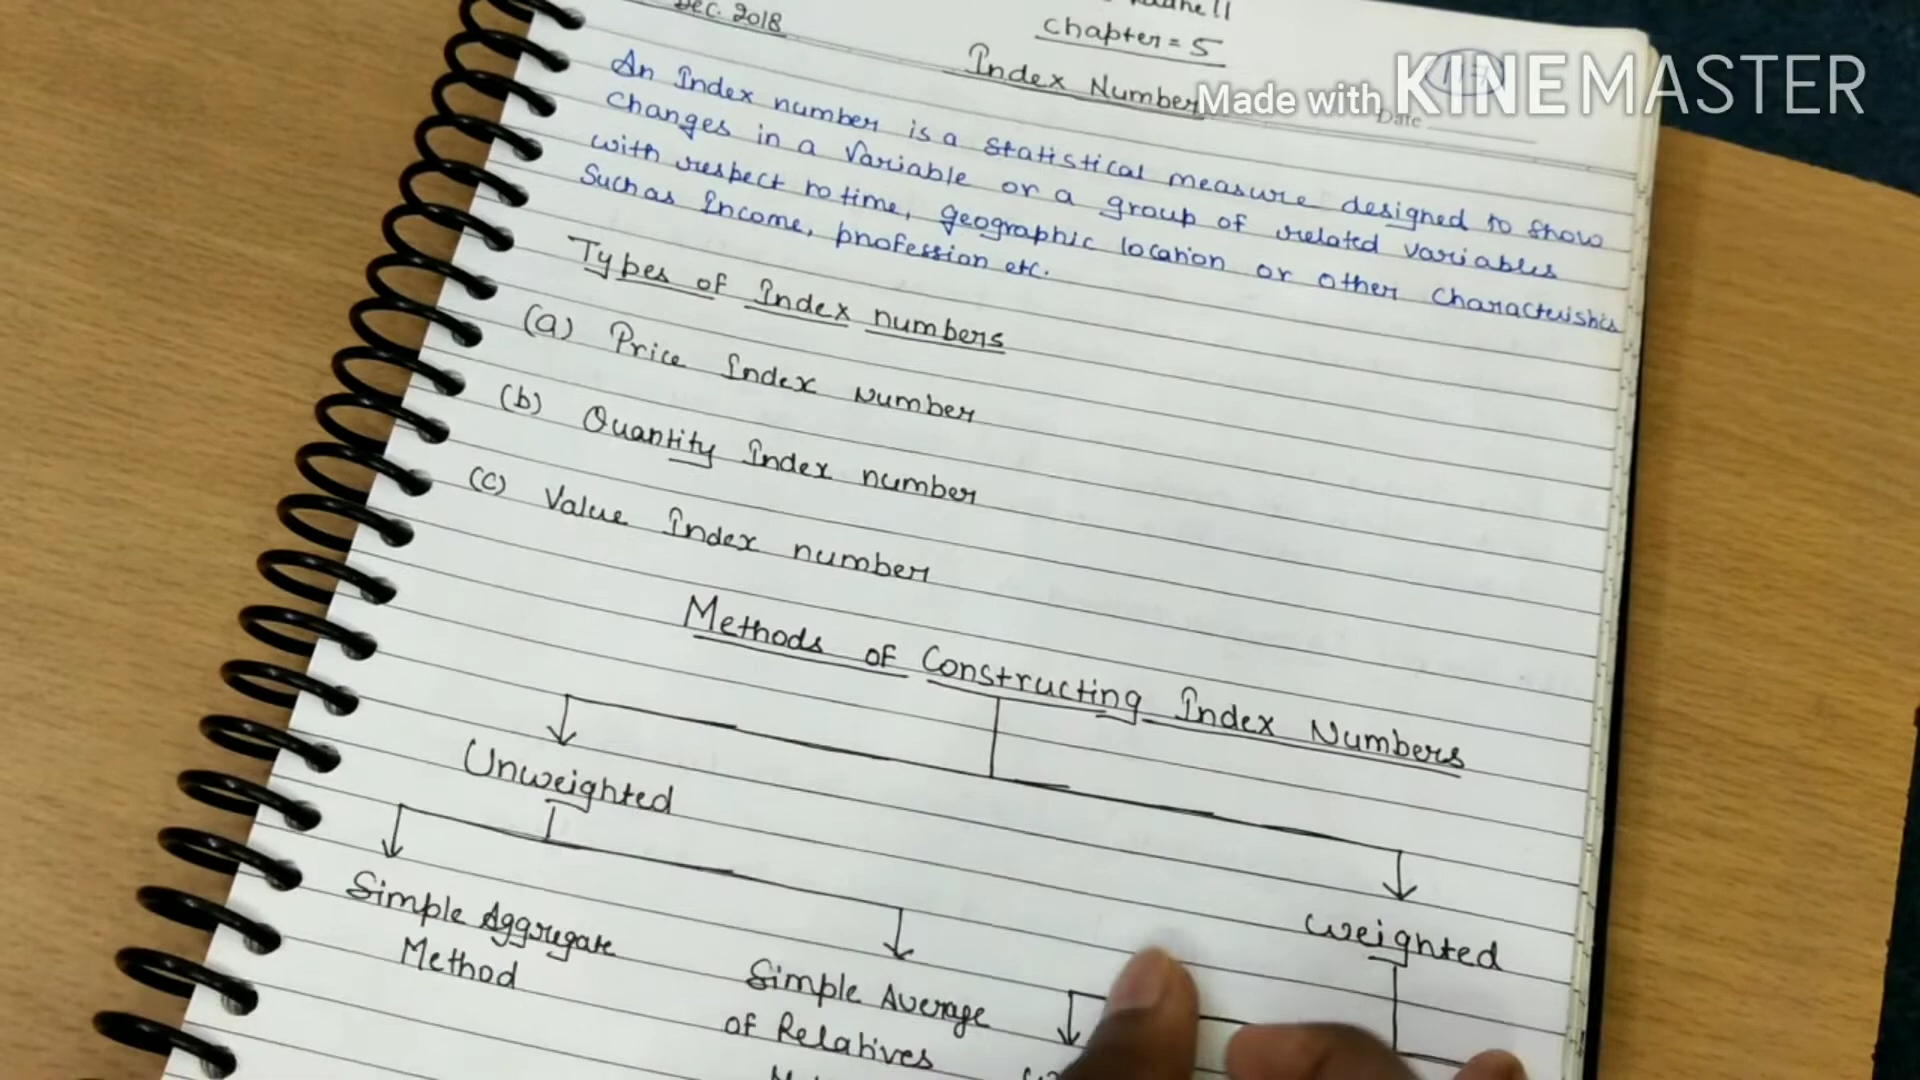 Dec. 2018
Chapter = 5
Index Number
Made with KINEMASTER
Date
An Index number is a statistical measure designed to show
changes in a variable or a group of related variables
with respect to time, geographic location or other characteristics
Such as Income, profession etc.
Types of Index numbers
(a) Price Index Number
(b) Quantity Index number
(c) Value Index number
Methods of Constructing Index Numbers
Unweighted
Weighted
Simple Aggregate
Method
Simple Average
of Relatives